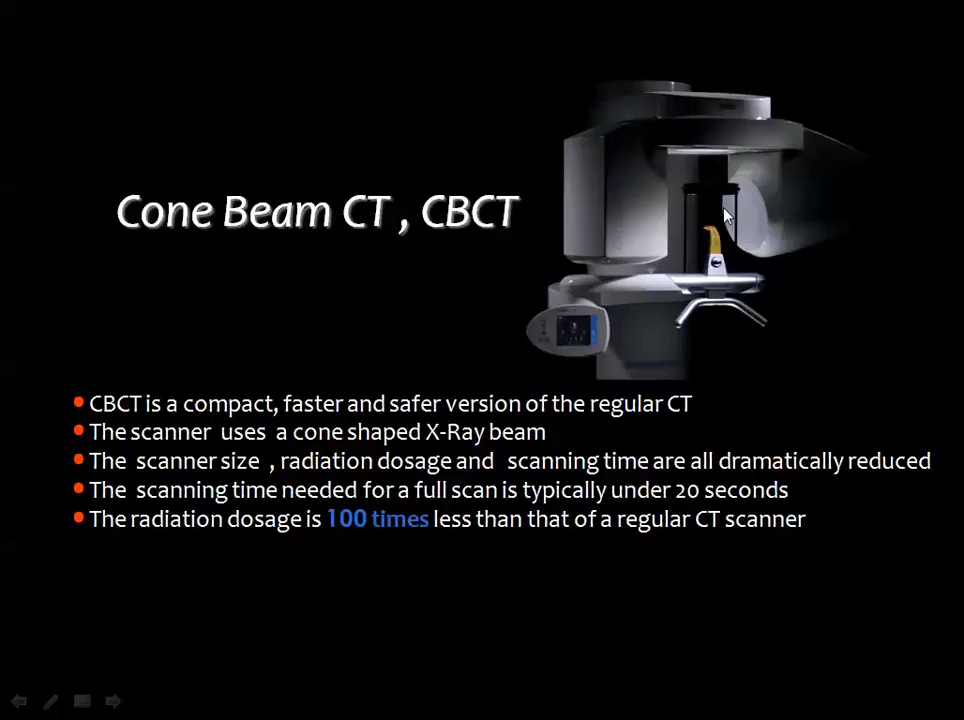 Cone Beam CT , CBCT
• CBCT is a compact, faster and safer version of the regular CT
• The scanner uses a cone shaped X-Ray beam
• The scanner size , radiation dosage and scanning time are all dramatically reduced
• The scanning time needed for a full scan is typically under 20 seconds
• The radiation dosage is 100 times less than that of a regular CT scanner